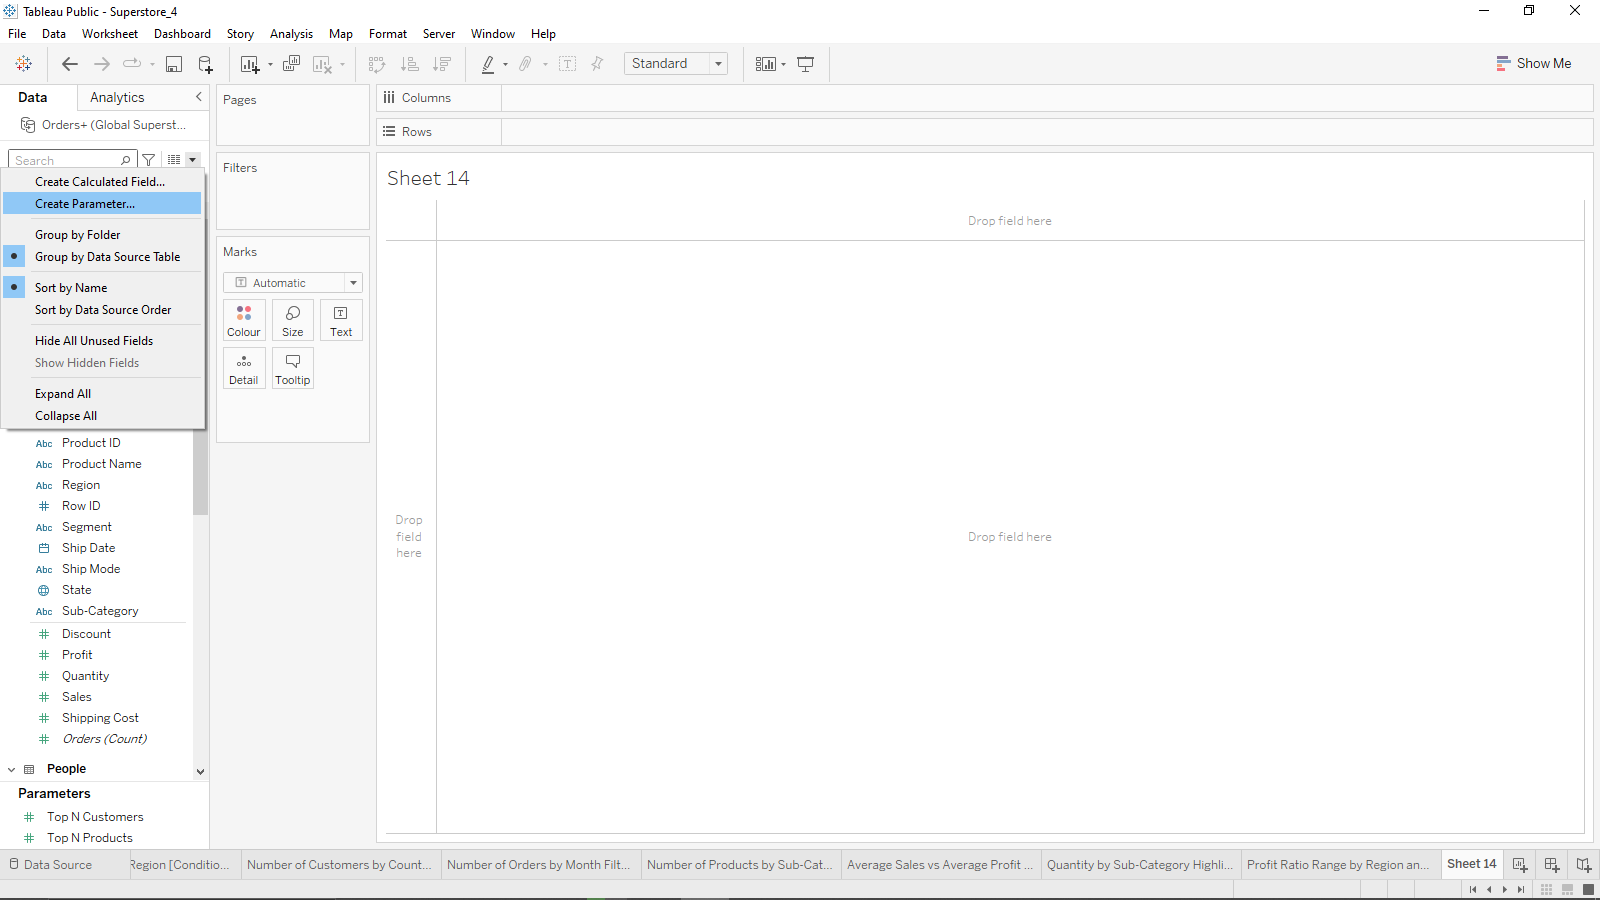 Tableau Public - Superstore_4
File Data Worksheet Dashboard Story Analysis Map Format Server Window Help
Standard
Show Me
Data Analytics
Orders+ (Global Superst...
Search
Create Calculated Field...
Create Parameter...
Group by Folder
Group by Data Source Table
Sort by Name
Sort by Data Source Order
Hide All Unused Fields
Show Hidden Fields
Expand All
Collapse All
Abc Product ID
Abc Product Name
Abc Region
# Row ID
Abc Segment
Ship Date
Abc Ship Mode
State
Abc Sub-Category
# Discount
# Profit
# Quantity
# Sales
# Shipping Cost
# Orders (Count)
People
Parameters
# Top N Customers
# Top N Products
Pages
Filters
Marks
T Automatic
Colour Size Text
Detail Tooltip
Columns
Rows
Sheet 14
Drop field here
Drop
field
here
Drop field here
Data Source Region [Conditio... Number of Customers by Count... Number of Orders by Month Filt... Number of Products by Sub-Cat... Average Sales vs Average Profit ... Quantity by Sub-Category Highli... Profit Ratio Range by Region an... Sheet 14